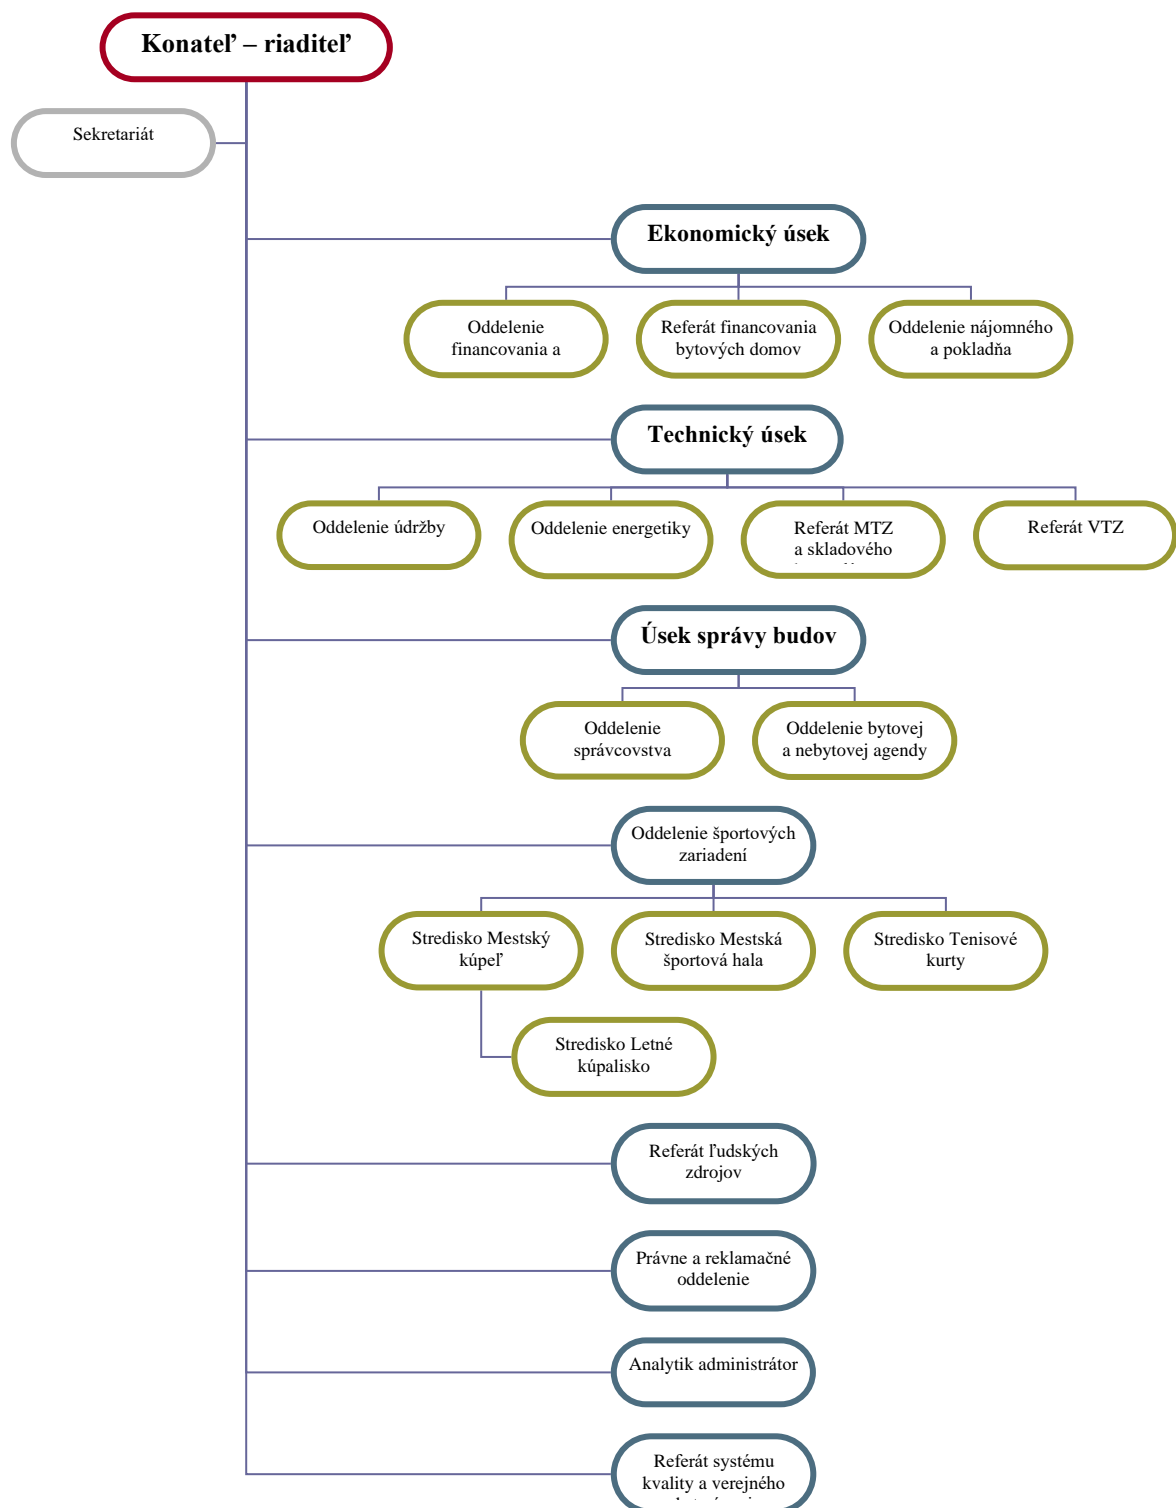 Konateľ – riaditeľ
Sekretariát
Ekonomický úsek
Oddelenie
financovania a
Referát financovania
bytových domov
Oddelenie nájomného
a pokladňa
Technický úsek
Oddelenie údržby
Oddelenie energetiky
Referát MTZ
a skladového
Referát VTZ
Úsek správy budov
Oddelenie
správcovstva
Oddelenie bytovej
a nebytovej agendy
Oddelenie športových
zariadení
Stredisko Mestský
kúpeľ
Stredisko Mestská
športová hala
Stredisko Tenisové
kurty
Stredisko Letné
kúpalisko
Referát ľudských
zdrojov
Právne a reklamačné
oddelenie
Analytik administrátor
Referát systému
kvality a verejného